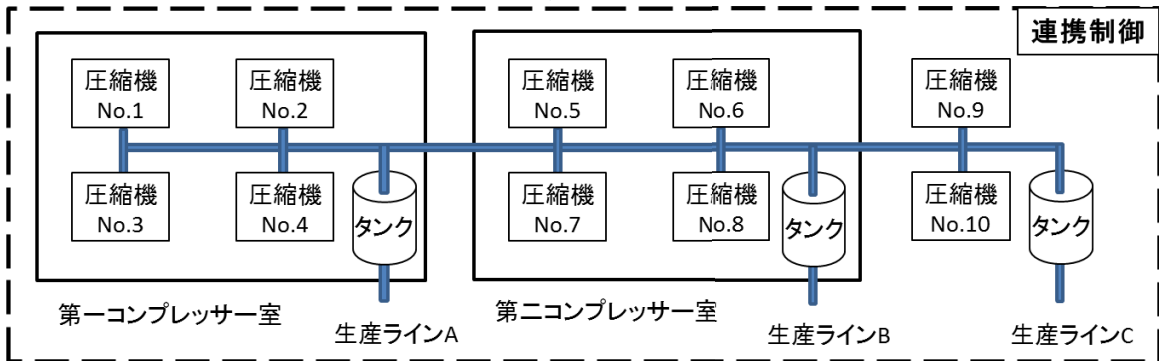 連携制御
圧縮機
No.1
圧縮機
No.2
圧縮機
No.5
圧縮機
No.6
圧縮機
No.9
圧縮機
No.3
圧縮機
No.4
タンク
圧縮機
No.7
圧縮機
No.8
タンク
圧縮機
No.10
タンク
第一コンプレッサー室
生産ラインA
第二コンプレッサー室
生産ラインB
生産ラインC